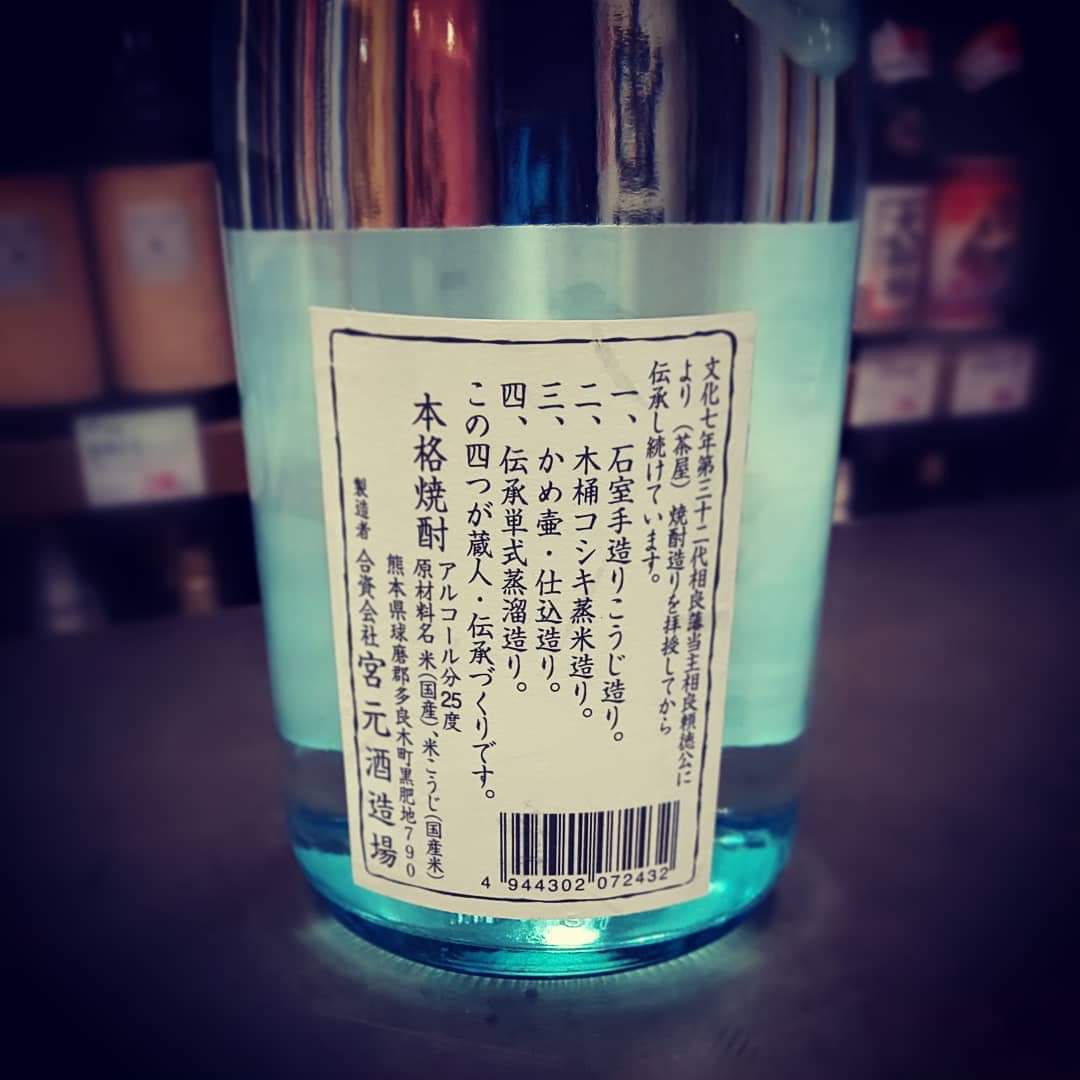 文化七年第三十二代相良藩当主相良頼徳公に
より（茶屋）焼酎造りを拝授してから
伝承し続けています。
一、石室手造りこうじ造り。
二、木桶コシキ蒸米造り。
三、かめ壷・仕込造り。
四、伝承単式蒸溜造り。
この四つが蔵人・伝承づくりです。
本格焼酎
アルコール分25度
原材料名 米（国産）、米こうじ（国産米）
熊本県球磨郡多良木町黒肥地790
製造者 合資会社宮元酒造場
4 944302 072432